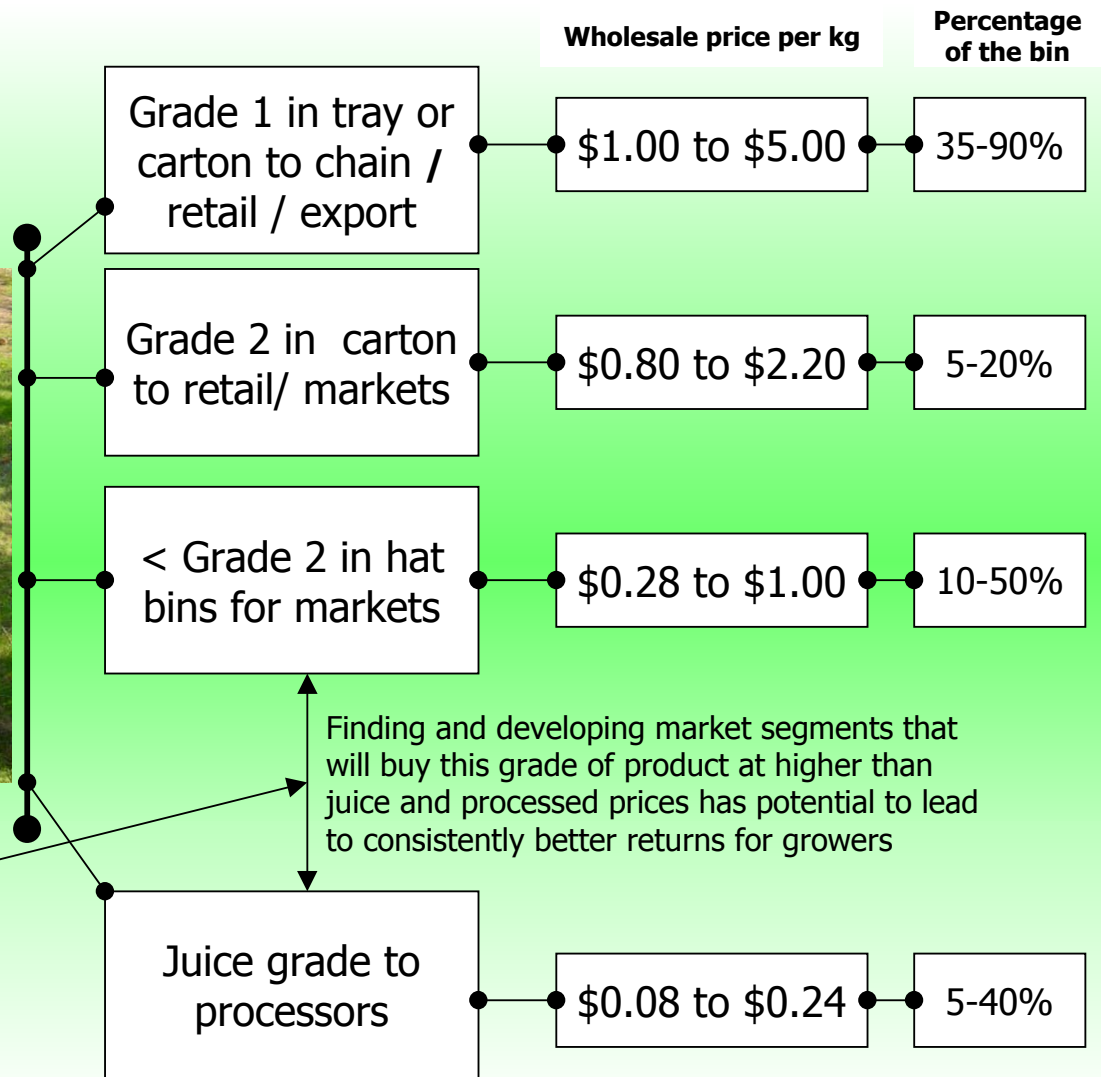 Wholesale price per kg
Percentage
of the bin
Grade 1 in tray or
carton to chain /
retail / export
$1.00 to $5.00
35-90%
Grade 2 in  carton
to retail/ markets
$0.80 to $2.20
5-20%
< Grade 2 in hat
bins for markets
$0.28 to $1.00
10-50%
Finding and developing market segments that
will buy this grade of product at higher than
juice and processed prices has potential to lead
to consistently better returns for growers
Juice grade to
processors
$0.08 to $0.24
5-40%